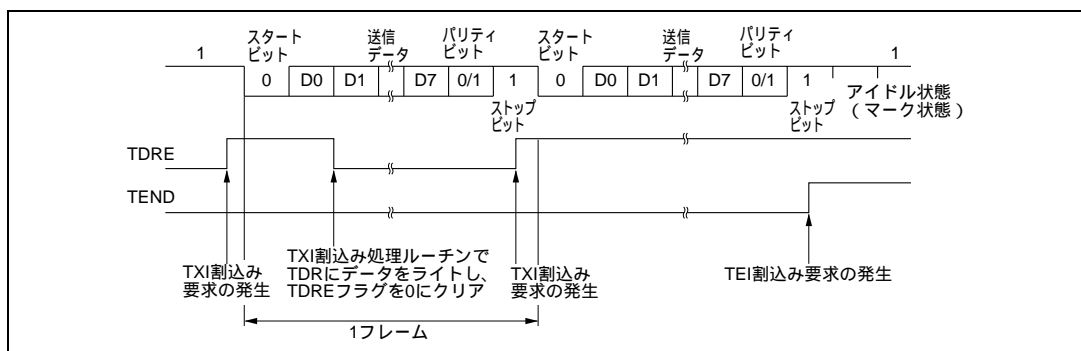 1
スタート
ビット
送信
データ
パリティ
ビット
スタート
ビット
送信
データ
パリティ
ビット
1
0 D0 D1 D7 0/1 1 0 D0 D1 D7 0/1 1
ストップ
ビット
ストップ
ビット
アイドル状態
(マーク状態)
TDRE
TEND
TXI割込み
要求の発生
TXI割込み処理ルーチンで
TDRにデータをライトし、
TDREフラグを0にクリア
TXI割込み
要求の発生
TEI割込み要求の発生
1フレーム